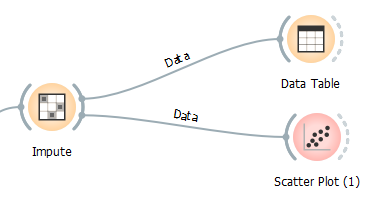 Data
Data Table
Data
Impute
Scatter Plot (1)